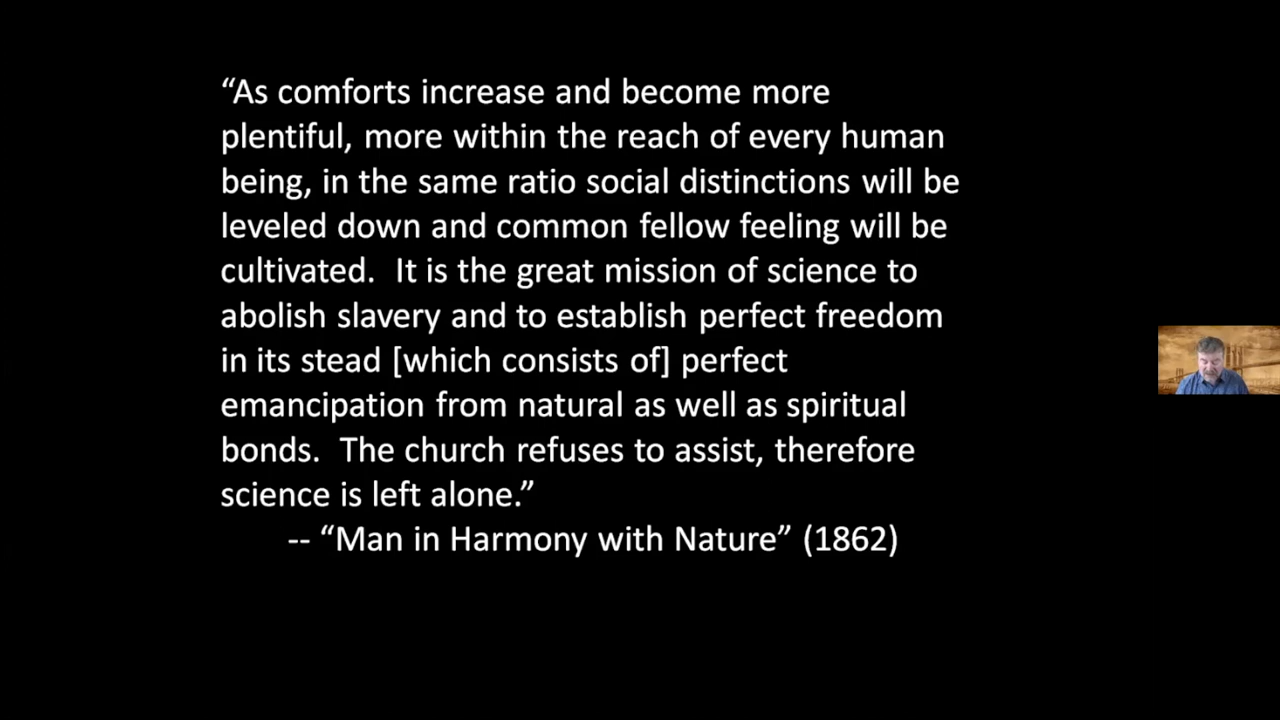 “As comforts increase and become more
plentiful, more within the reach of every human
being, in the same ratio social distinctions will be
leveled down and common fellow feeling will be
cultivated.  It is the great mission of science to
abolish slavery and to establish perfect freedom
in its stead [which consists of] perfect
emancipation from natural as well as spiritual
bonds.  The church refuses to assist, therefore
science is left alone.”
-- “Man in Harmony with Nature” (1862)